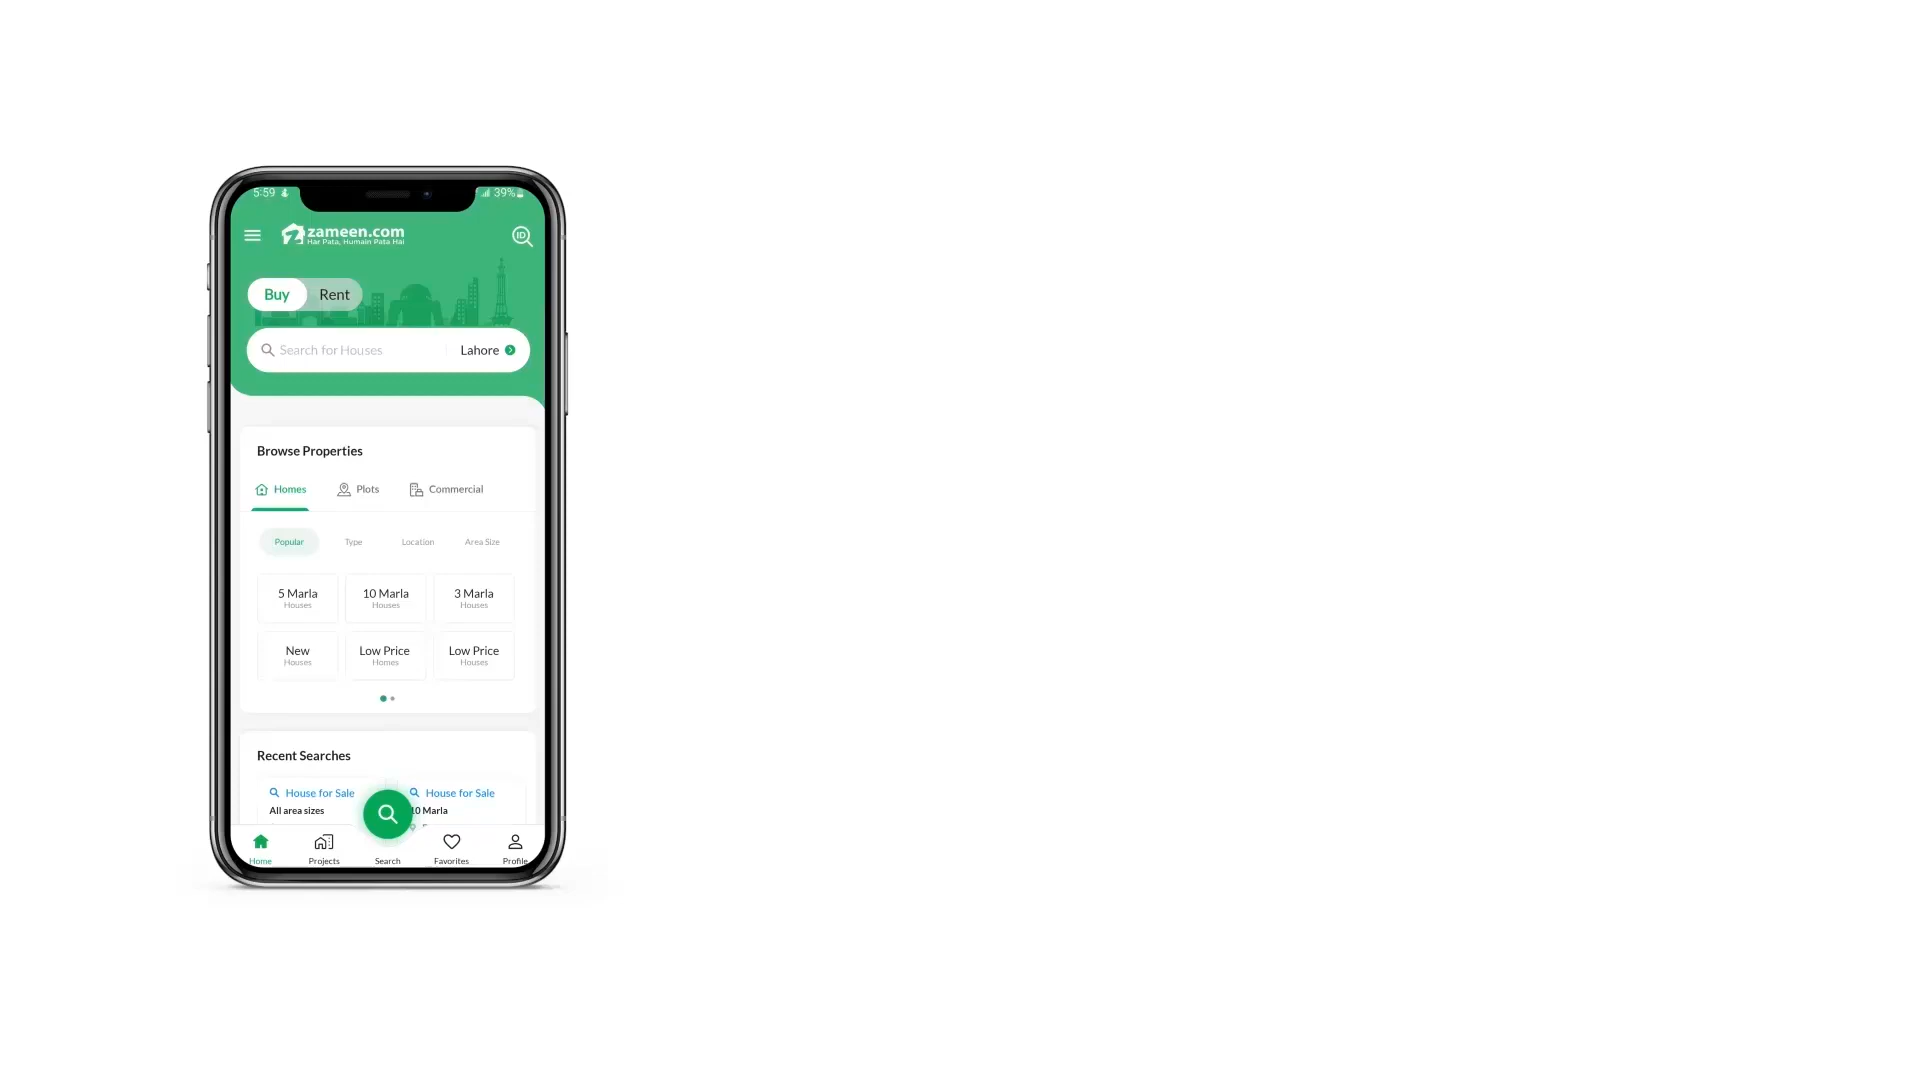 5:59 39%
zameen.com
Har Pata, Humain Pata Hai
ID
Buy Rent
Search for Houses Lahore
Browse Properties
Homes Plots Commercial
Popular Type Location Area Size
5 Marla 10 Marla 3 Marla
Houses Houses Houses
New Low Price Low Price
Houses Homes Houses
Recent Searches
House for Sale House for Sale
All area sizes 10 Marla
Home Projects Search Favorites Profile